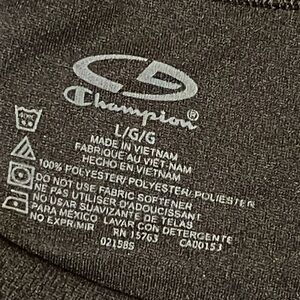 Champion®
L/G/G
MADE IN VIETNAM
FABRIQUE AU VIET-NAM
HECHO EN VIETNAM
100% POLYESTER/POLYESTER/POLIESTER
DO NOT USE FABRIC SOFTENER
NE PAS UTILISER D'ADOUCISSANT
NO USAR SUAVIZANTE DE TELAS
PARA MEXICO: LAVAR CON DETERGENTE
NO EXPRIMIR
RN 15763 CA00153
021585